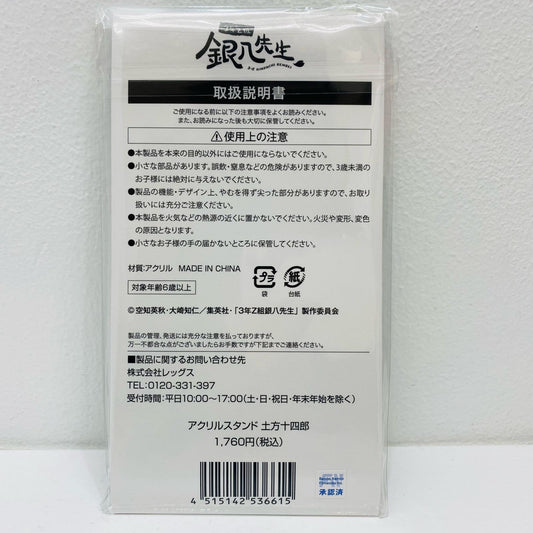 3年Z組
銀八先生
3-Z GINPACHI SENSEI
取扱説明書
ご使用になる前に以下の注意事項をよくお読みください。
また、お読みになった後も大切に保管してください。
⚠使用上の注意
●本製品を本来の目的以外にはご使用にならないでください。
●小さな部品があります。誤飲・窒息などの危険がありますので、3歳未満の
お子様には絶対に与えないでください。
●製品の機能・デザイン上、やむを得ず尖った部分がありますので、お取り
扱いには充分ご注意ください。
●本製品を火気などの熱源の近くに置かないでください。火災や変形、変色
の原因となります。
●小さなお子様の手の届かないところに保管してください。
材質:アクリル MADE IN CHINA
プラ 紙
袋 台紙
対象年齢6歳以上
©空知英秋・大崎知仁／集英社・「3年Z組銀八先生」製作委員会
製品の管理、発送には充分な注意を払っておりますが、
万一不都合な点がございましたらお手数ですが下記までご連絡ください。
■製品に関するお問い合わせ先
株式会社レッグス
TEL:0120-331-397
受付時間:平日10:00〜17:00(土・日・祝日・年末年始を除く)
アクリルスタンド 土方十四郎
1,760円(税込)
4 515142 536615
承認済